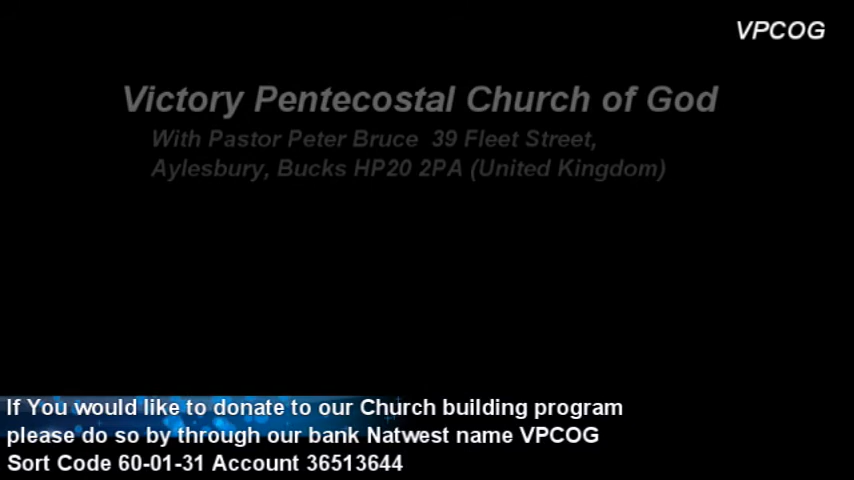 VPCOG
Victory Pentecostal Church of God
With Pastor Peter Bruce 39 Fleet Street,
Aylesbury, Bucks HP20 2PA (United Kingdom)
If You would like to donate to our Church building program
please do so by through our bank Natwest name VPCOG
Sort Code 60-01-31 Account 36513644